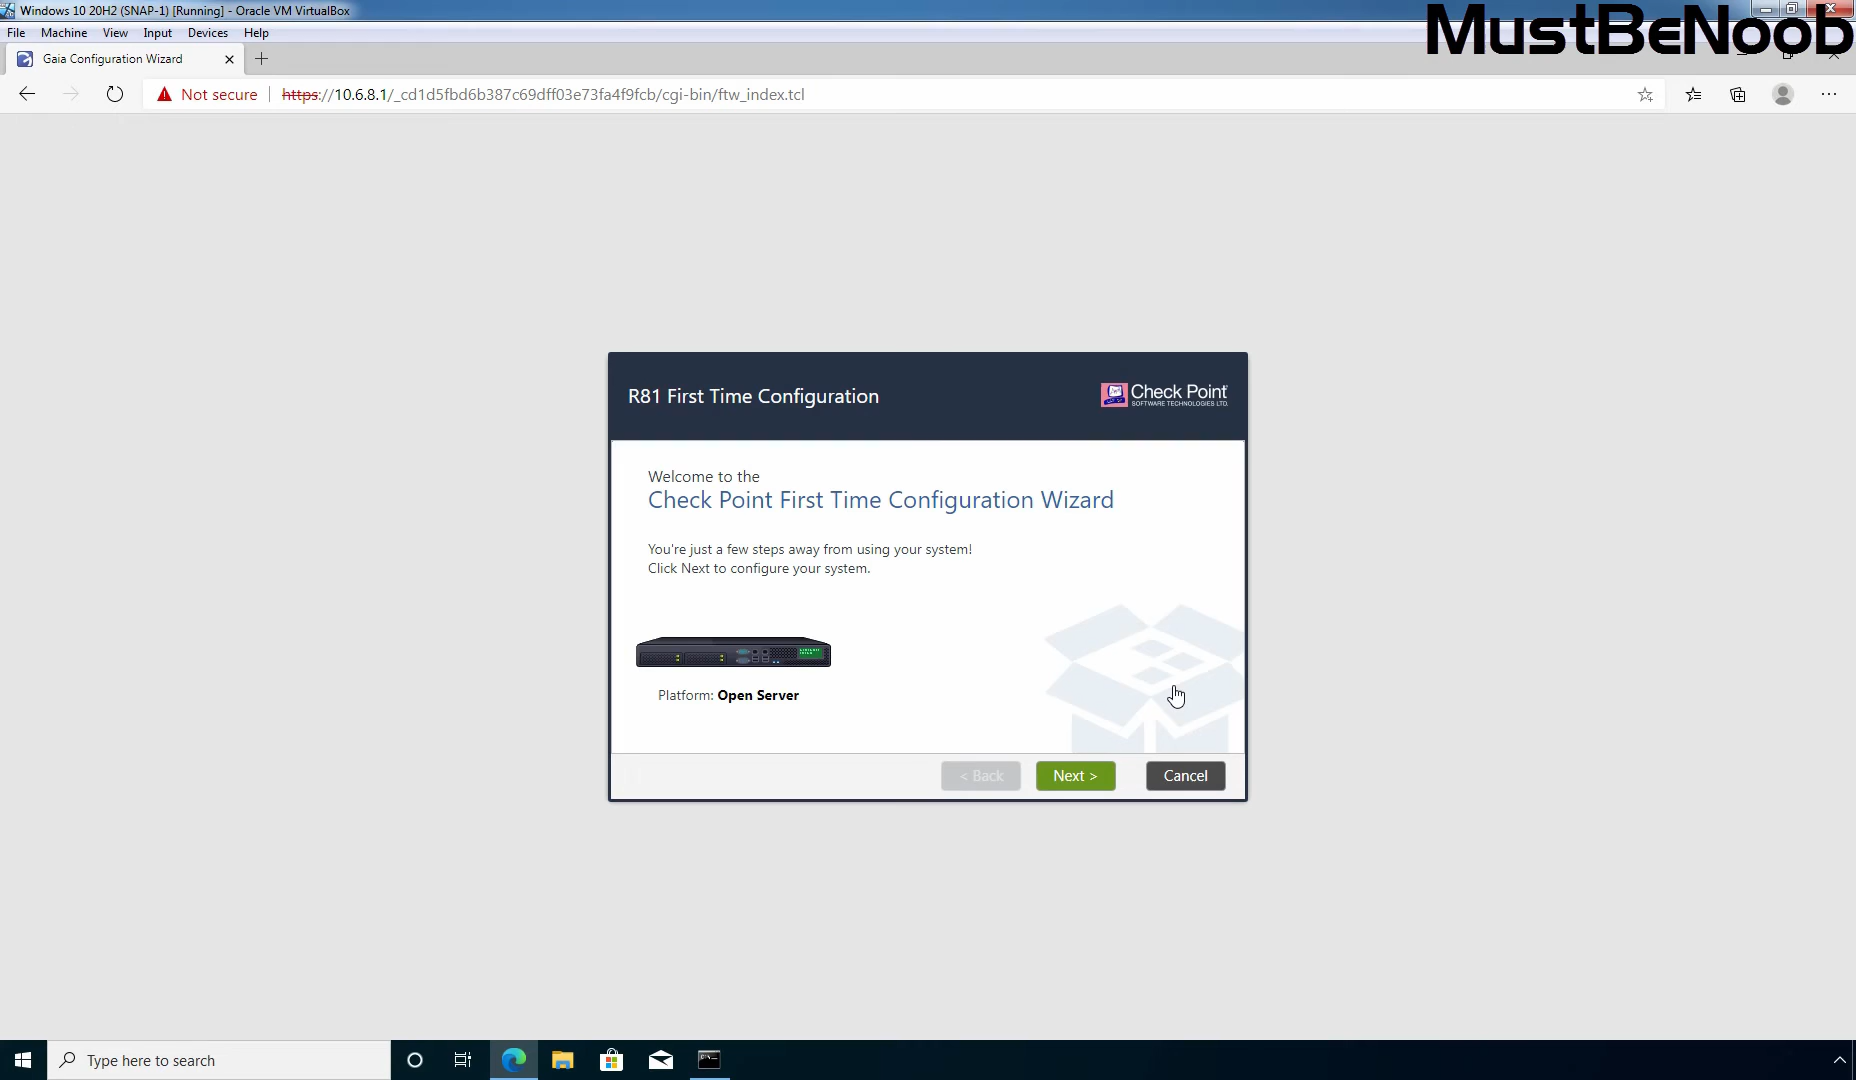 Windows 10 20H2 (SNAP-1) [Running] - Oracle VM VirtualBox
MustBeNoob
File Machine View Input Devices Help
Gaia Configuration Wizard
Not secure https://10.6.8.1/_cd1d5fbd6b387c69dff03e73fa4f9fcb/cgi-bin/ftw_index.tcl
R81 First Time Configuration
Check Point
SOFTWARE TECHNOLOGIES LTD.
Welcome to the
Check Point First Time Configuration Wizard
You're just a few steps away from using your system!
Click Next to configure your system.
Platform: Open Server
< Back Next > Cancel
Type here to search